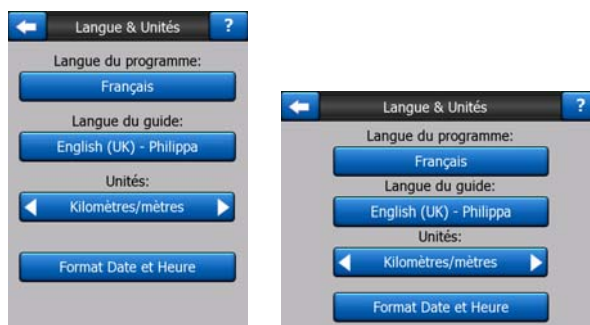 Langue & Unités ?
Langue du programme:
Français
Langue du guide:
English (UK) - Philippa
Unités:
Kilomètres/mètres
Format Date et Heure
Langue & Unités ?
Langue du programme:
Français
Langue du guide:
English (UK) - Philippa
Unités:
Kilomètres/mètres
Format Date et Heure